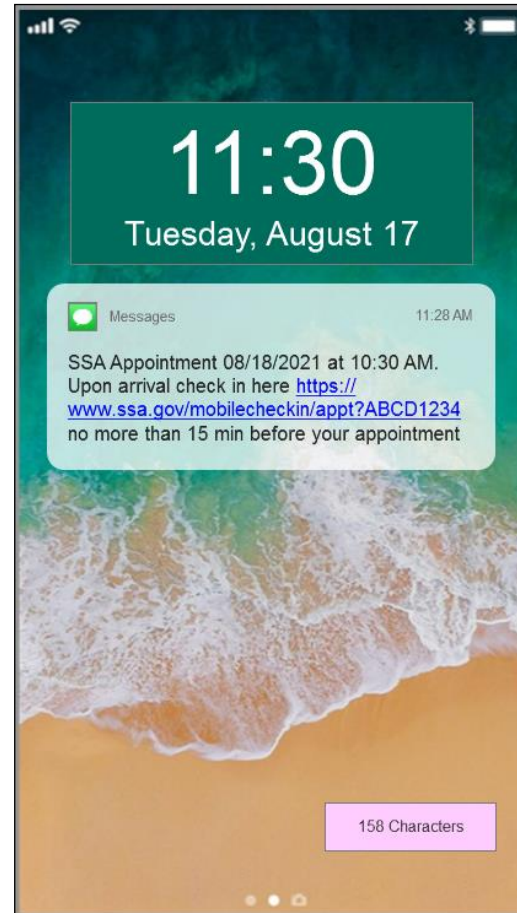 11:30
Tuesday, August 17
Messages 11:28 AM
SSA Appointment 08/18/2021 at 10:30 AM.
Upon arrival check in here https://
www.ssa.gov/mobilecheckin/appt?ABCD1234
no more than 15 min before your appointment
158 Characters